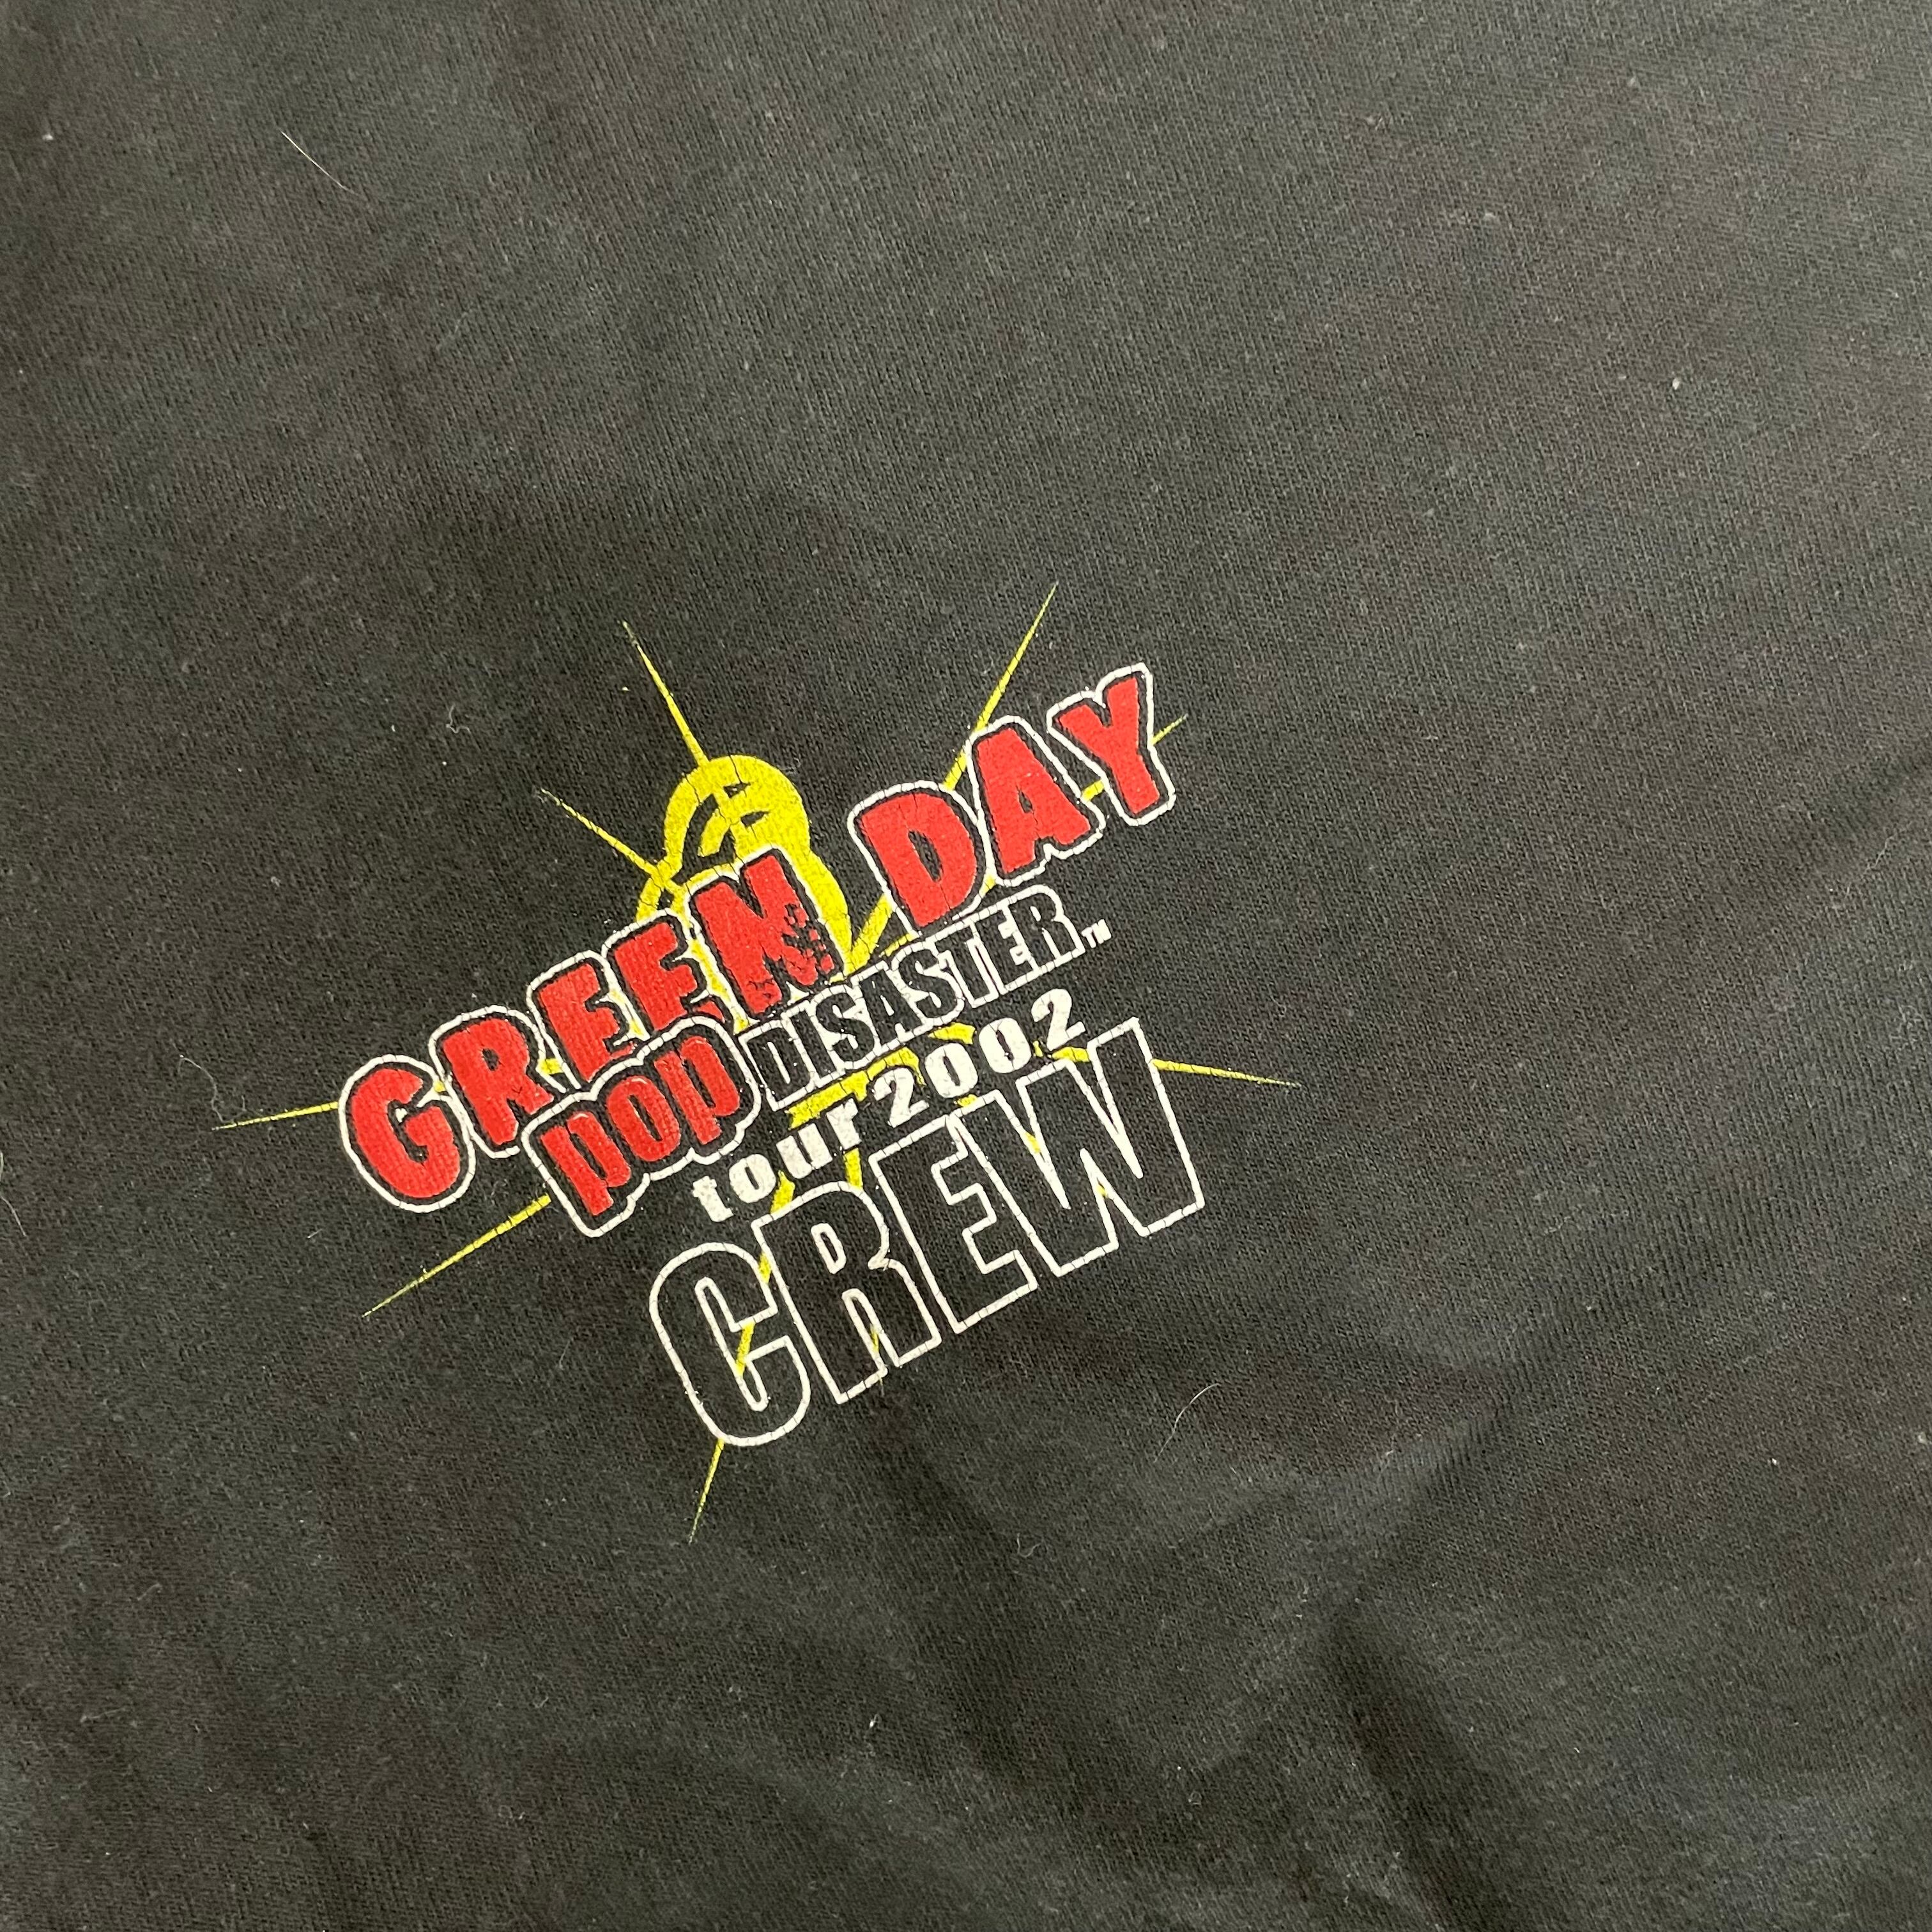 GREEN DAY
pop DISASTER™
tour 2002
CREW